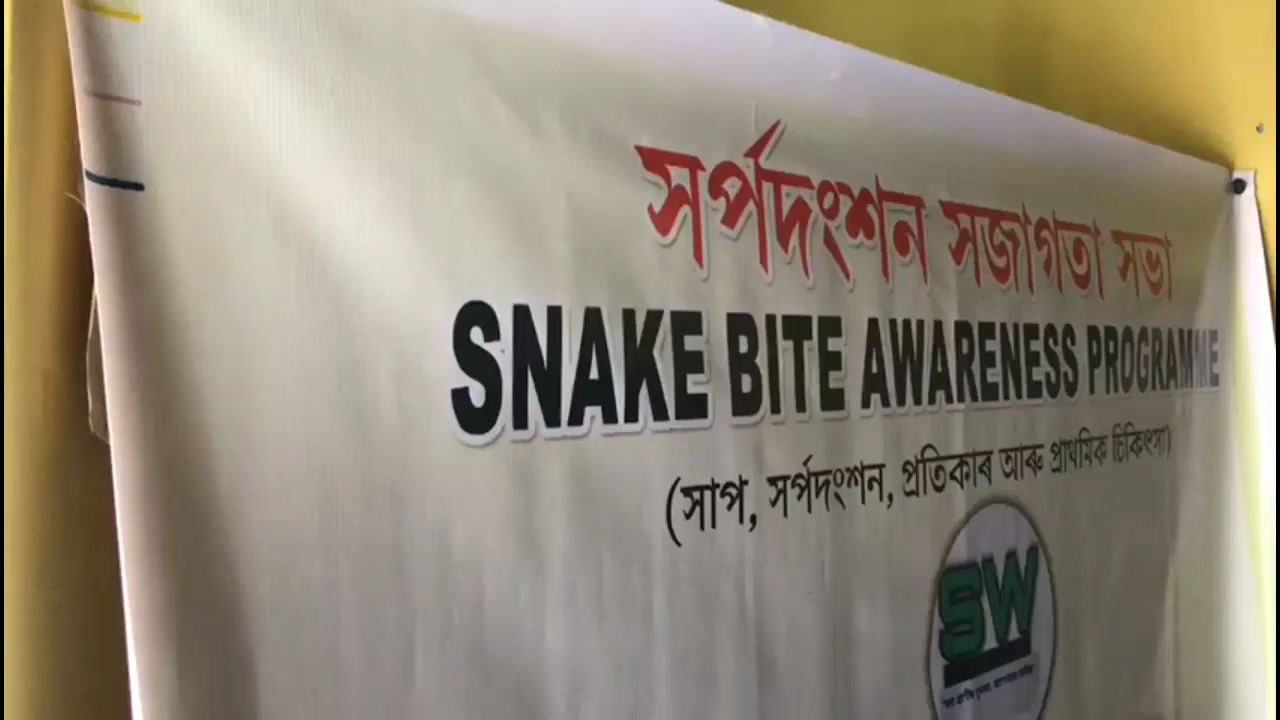 সৰ্পদংশন সজাগতা সভা
SNAKE BITE AWARENESS PROGRAMME
(সাপ, সৰ্পদংশন, প্ৰতিকাৰ আৰু প্ৰাথমিক চিকিৎসা)
SW